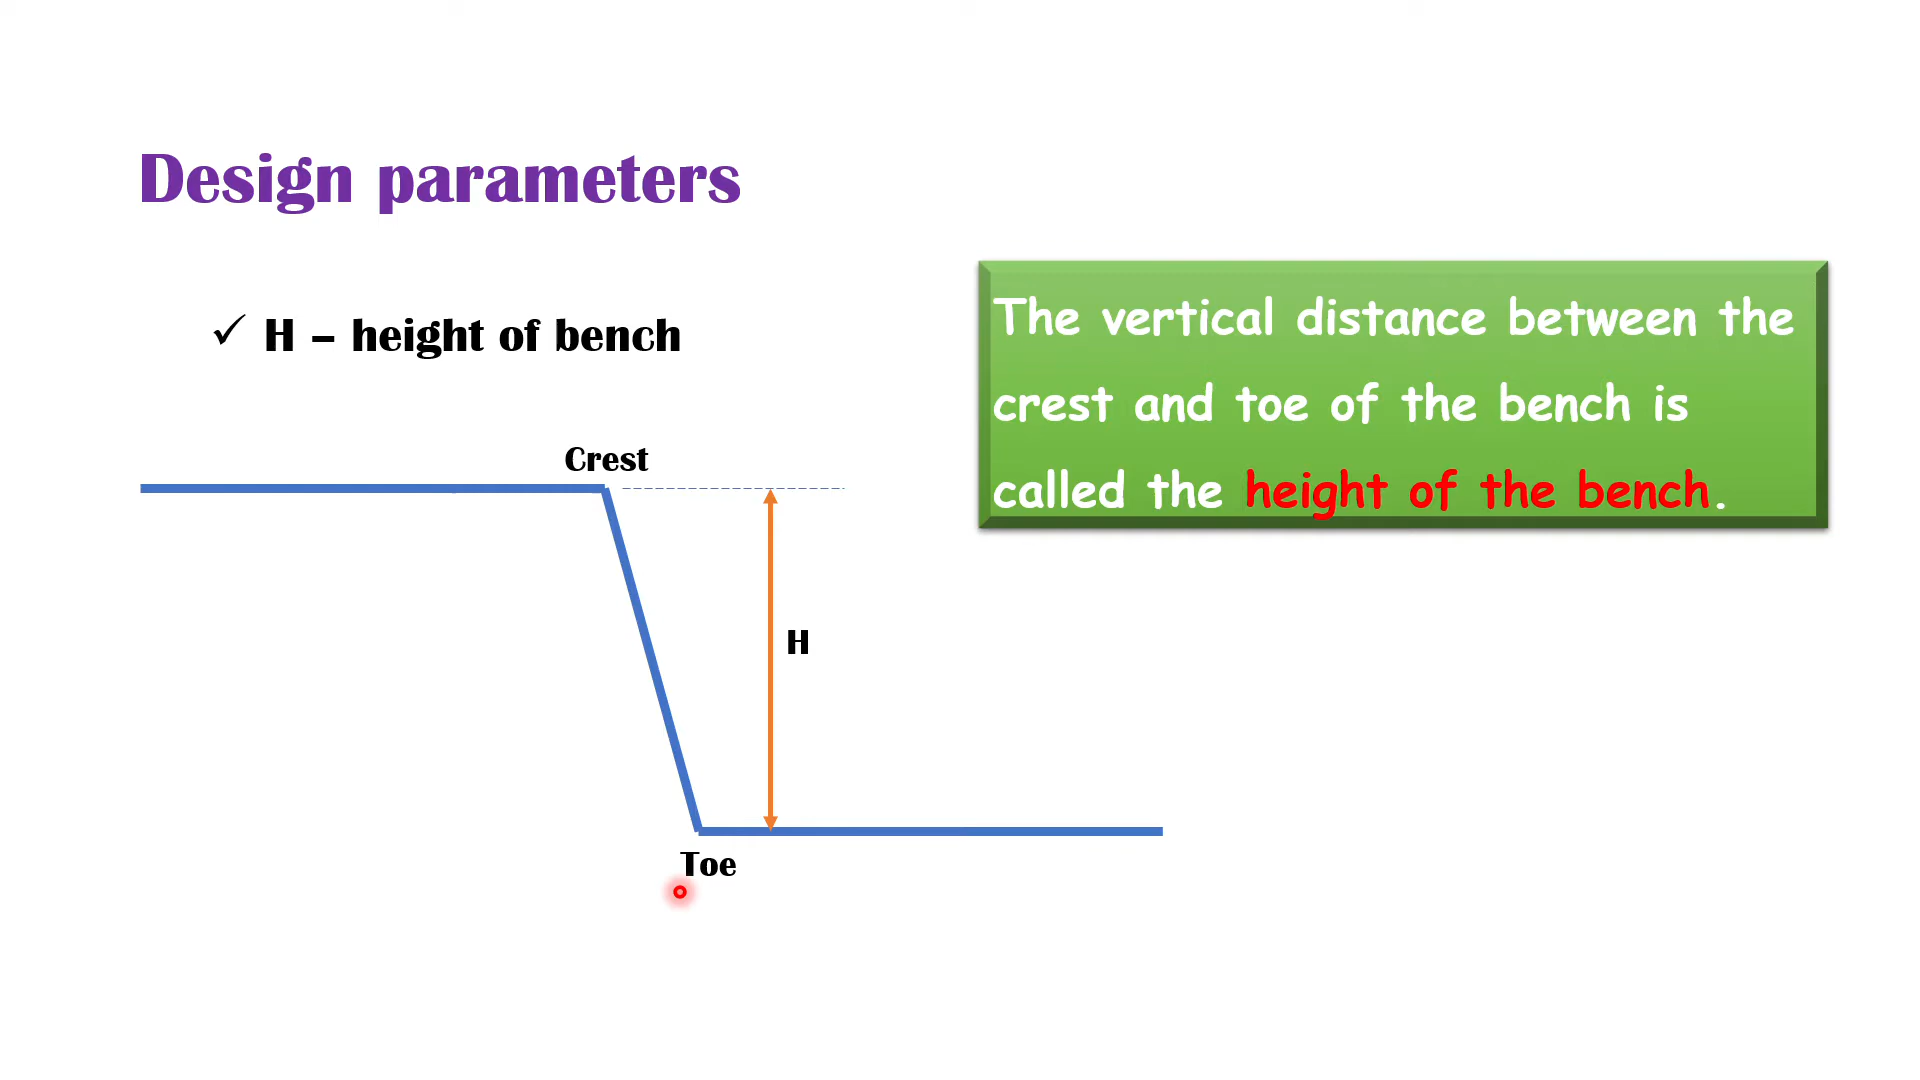 Design parameters
✓ H – height of bench
The vertical distance between the
crest and toe of the bench is
called the height of the bench.
Crest
H
Toe